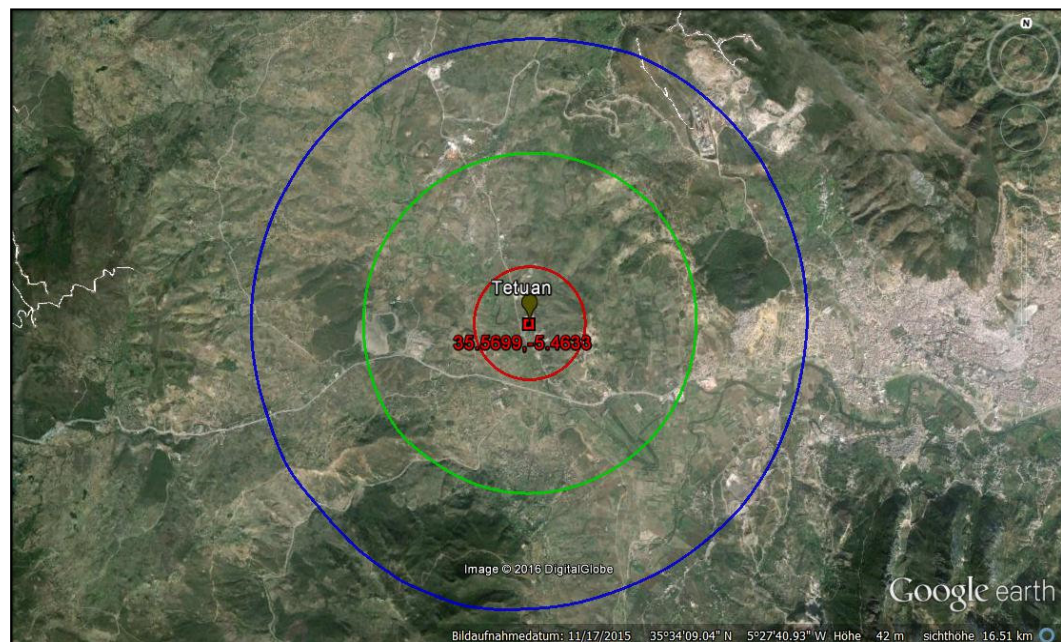 N
Tetuan
35.5699,-5.4633
Image © 2016 DigitalGlobe
Google earth
Bildaufnahmedatum: 11/17/2015 35°34'09.04" N 5°27'40.93" W Höhe 42 m sichthöhe 16.51 km